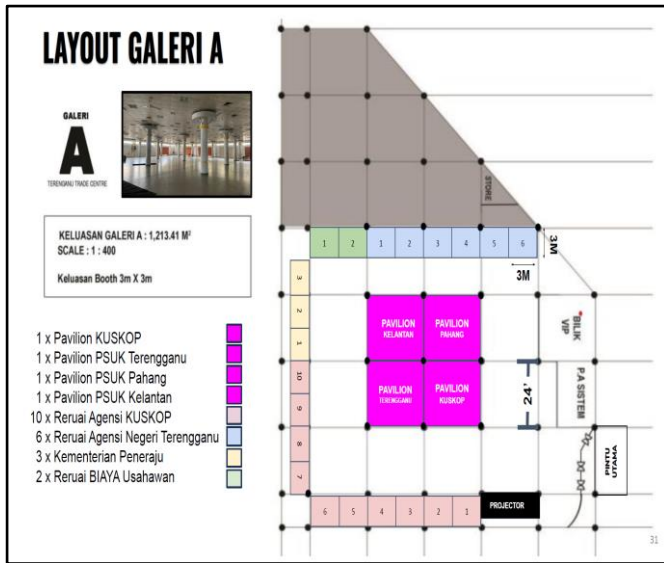 LAYOUT GALERI A
GALERI
A
TERENGANU TRADE CENTRE
KELUASAN GALERI A : 1,213.41 M²
SCALE : 1 : 400
Keluasan Booth 3m X 3m
1 x Pavilion KUSKOP
1 x Pavilion PSUK Terengganu
1 x Pavilion PSUK Pahang
1 x Pavilion PSUK Kelantan
10 x Reruai Agensi KUSKOP
6 x Reruai Agensi Negeri Terengganu
3 x Kementerian Peneraju
2 x Reruai BIAYA Usahawan
STORE
1 2 1 2 3 4 5 6
3M
3M
3
2
1
10
9
8
7
PAVILION
KELANTAN
PAVILION
PAHANG
PAVILION
TERENGGANU
PAVILION
KUSKOP
24'
BILIK
VIP
P.A SISTEM
PINTU
UTAMA
6 5 4 3 2 1
PROJECTOR
31